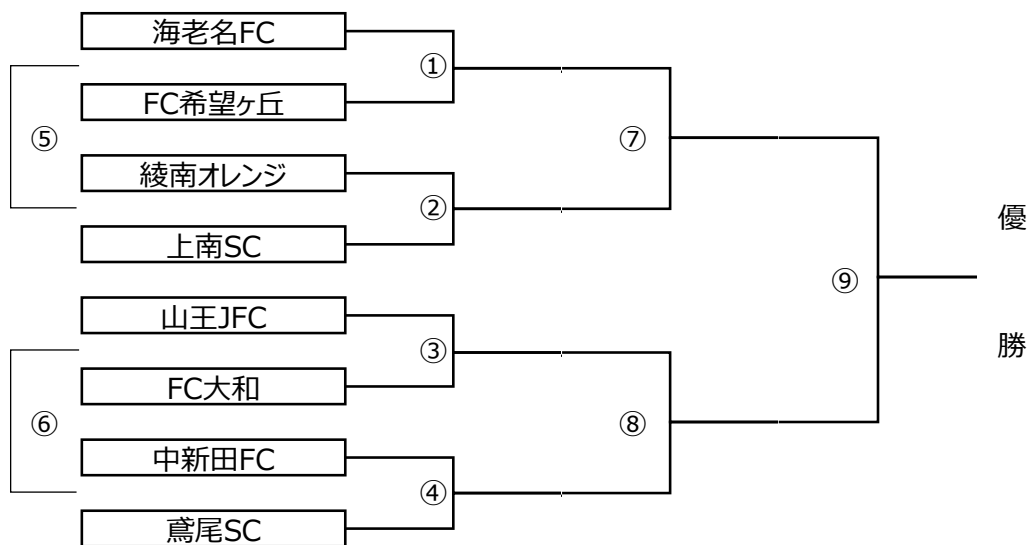 海老名FC
①
FC希望ヶ丘
⑤
⑦
綾南オレンジ
②
上南SC
優
⑨
山王JFC
勝
③
FC大和
⑥
⑧
中新田FC
④
鳶尾SC